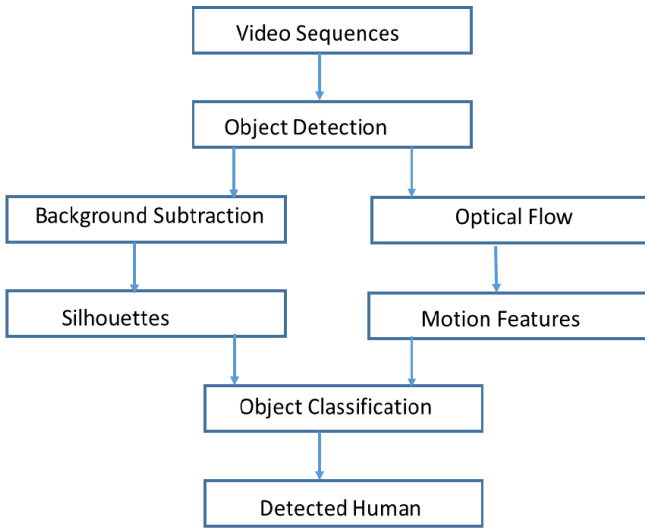 Video Sequences
Object Detection
Background Subtraction
Optical Flow
Silhouettes
Motion Features
Object Classification
Detected Human